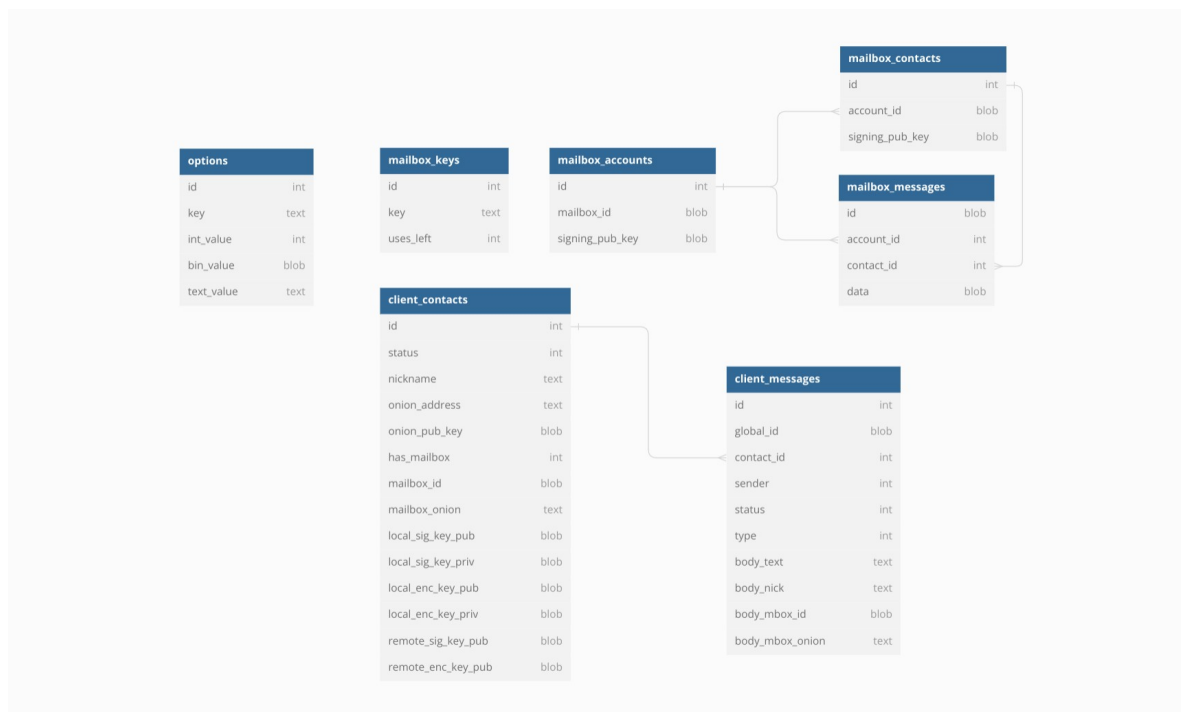 options
id int
key text
int_value int
bin_value blob
text_value text
mailbox_keys
id int
key text
uses_left int
mailbox_accounts
id int
mailbox_id blob
signing_pub_key blob
mailbox_contacts
id int
account_id blob
signing_pub_key blob
mailbox_messages
id blob
account_id int
contact_id int
data blob
client_contacts
id int
status int
nickname text
onion_address text
onion_pub_key blob
has_mailbox int
mailbox_id blob
mailbox_onion text
local_sig_key_pub blob
local_sig_key_priv blob
local_enc_key_pub blob
local_enc_key_priv blob
remote_sig_key_pub blob
remote_enc_key_pub blob
client_messages
id int
global_id blob
contact_id int
sender int
status int
type int
body_text text
body_nick text
body_mbox_id blob
body_mbox_onion text